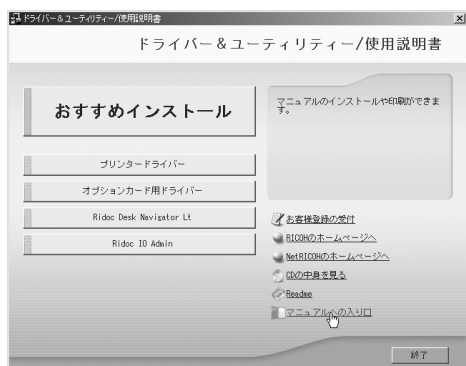 ドライバー&ユーティリティー/使用説明書
ドライバー&ユーティリティー/使用説明書
おすすめインストール
マニュアルのインストールや印刷ができま
す。
プリンタードライバー
オプションカード用ドライバー
Ridoc Desk Navigator Lt
Ridoc IO Admin
お客様登録の受付
RICOHのホームページへ
NetRICOHのホームページへ
CDの中身を見る
Readme
マニュアルへの入り口
終了